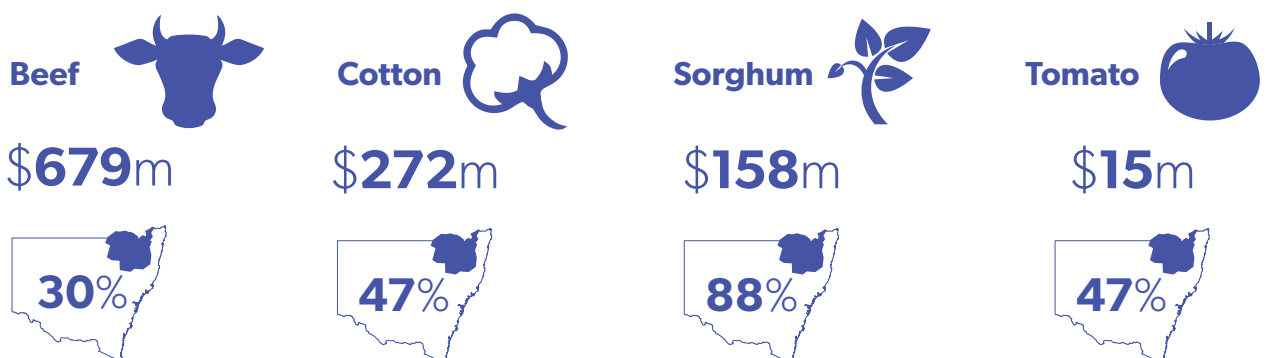 Beef
Cotton
Sorghum
Tomato
$679m
$272m
$158m
$15m
30%
47%
88%
47%